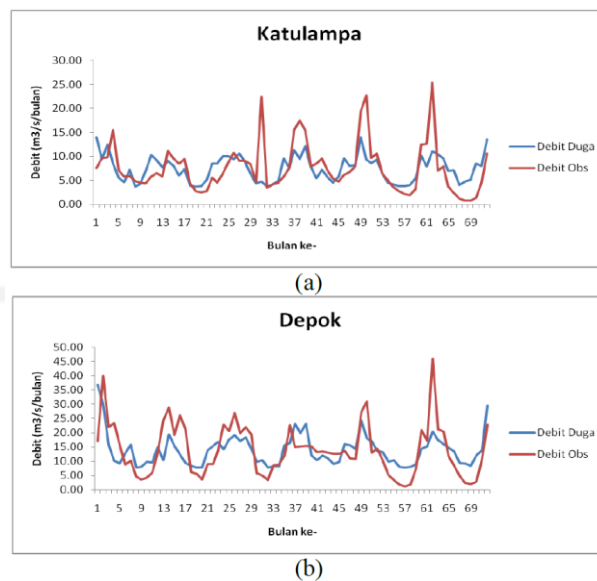 Katulampa
Debit (m3/s/bulan)
30.00
25.00
20.00
15.00
10.00
5.00
0.00
1 5 9 13 17 21 25 29 33 37 41 45 49 53 57 61 65 69
Bulan ke-
Debit Duga
Debit Obs
(a)
Depok
Debit (m3/s/bulan)
50.00
45.00
40.00
35.00
30.00
25.00
20.00
15.00
10.00
5.00
0.00
1 5 9 13 17 21 25 29 33 37 41 45 49 53 57 61 65 69
Bulan ke-
Debit Duga
Debit Obs
(b)